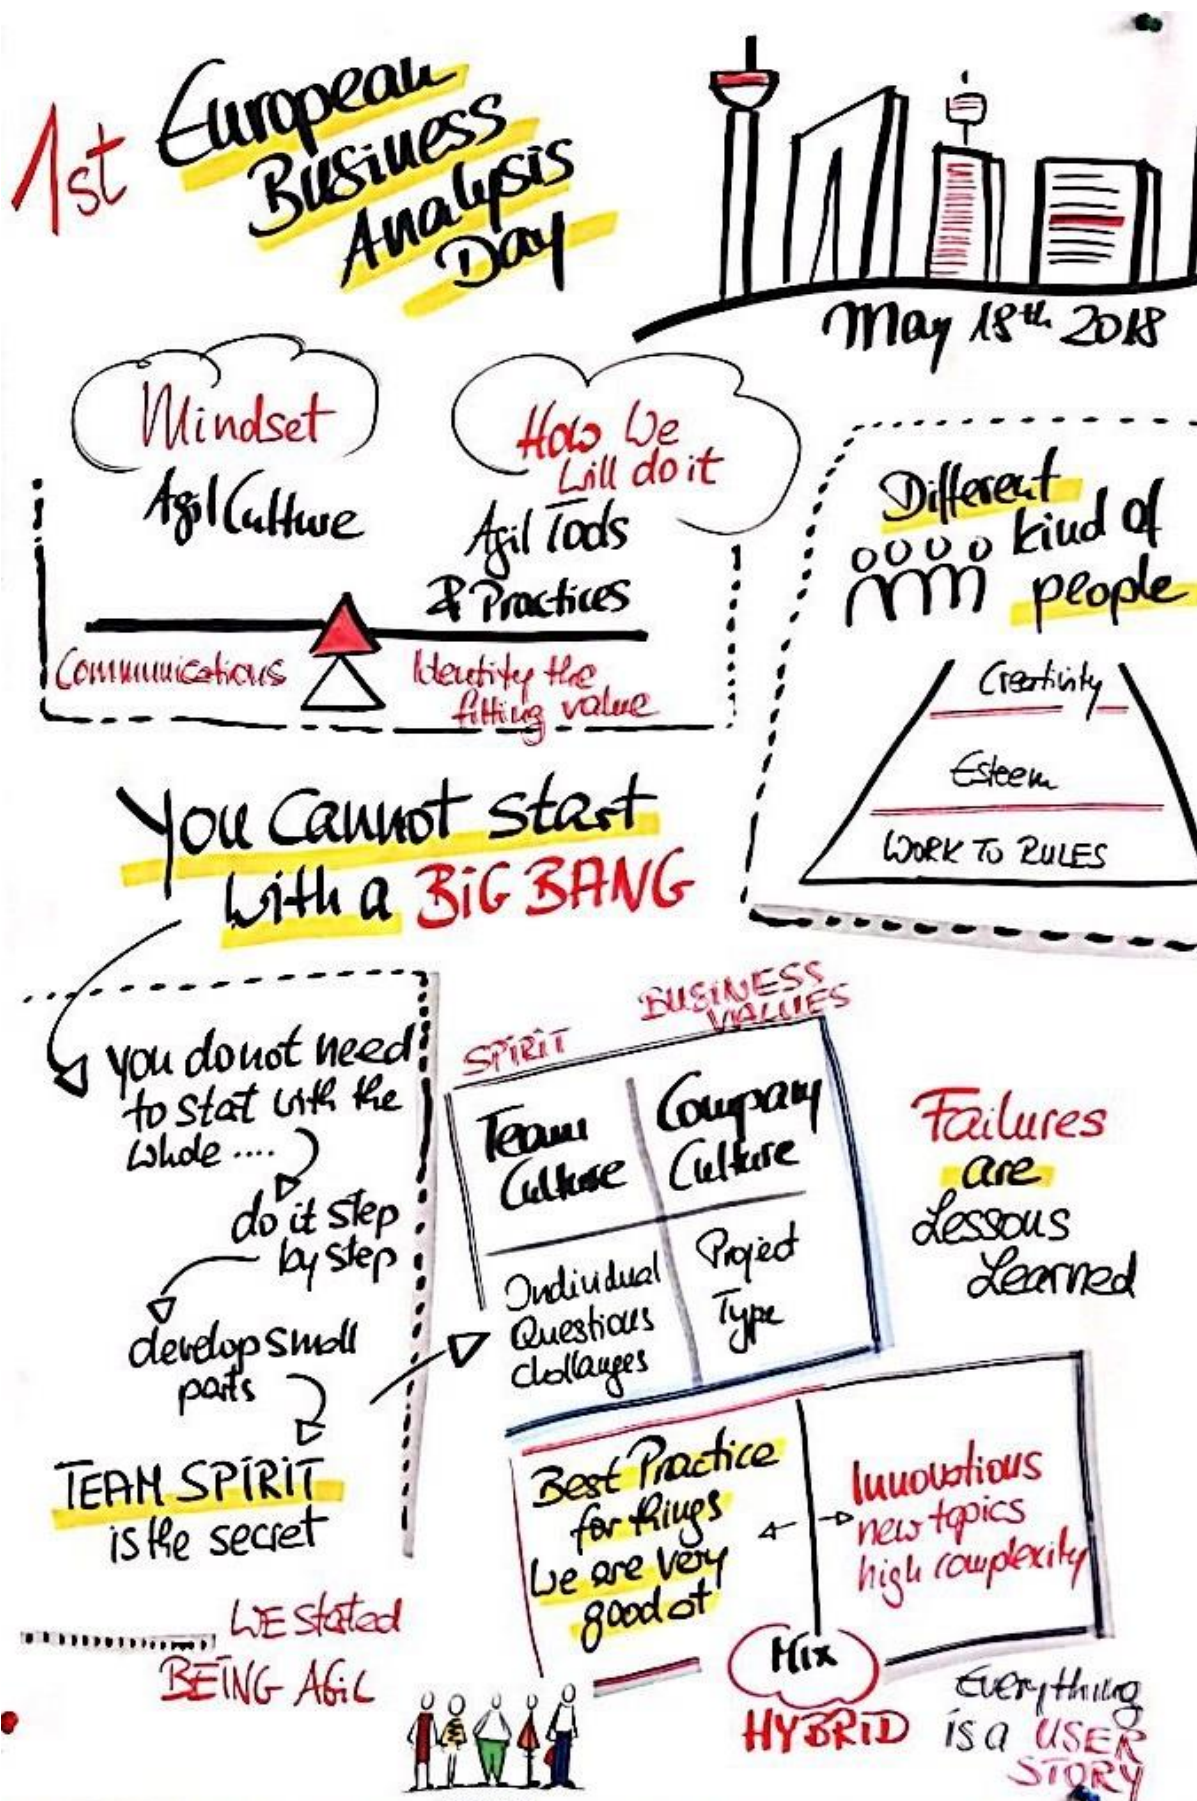 1st
European
Business
Analysis
Day
May 18th 2018
Mindset
Agil Culture
How We
will do it
Agil Tools
& Practices
Communications
Identity the
fitting value
Different
kind of
people
Creativity
Esteem
WORK TO RULES
You Cannot start
with a BiG BANG
you do not need
to stat with the
whole ....
do it step
by step
develop small
parts
TEAM SPIRIT
is the secret
WE stated
BEING AGiL
SPIRIT
BUSINESS
VALUES
Team
Culture
Company
Culture
Individual
Questions
challanges
Project
Type
Failures
are
Lessons
Learned
Best Practice
for things
We are very
good at
Innovations
new topics
high complexity
Mix
HYBRID
Everything
is a USER
STORY